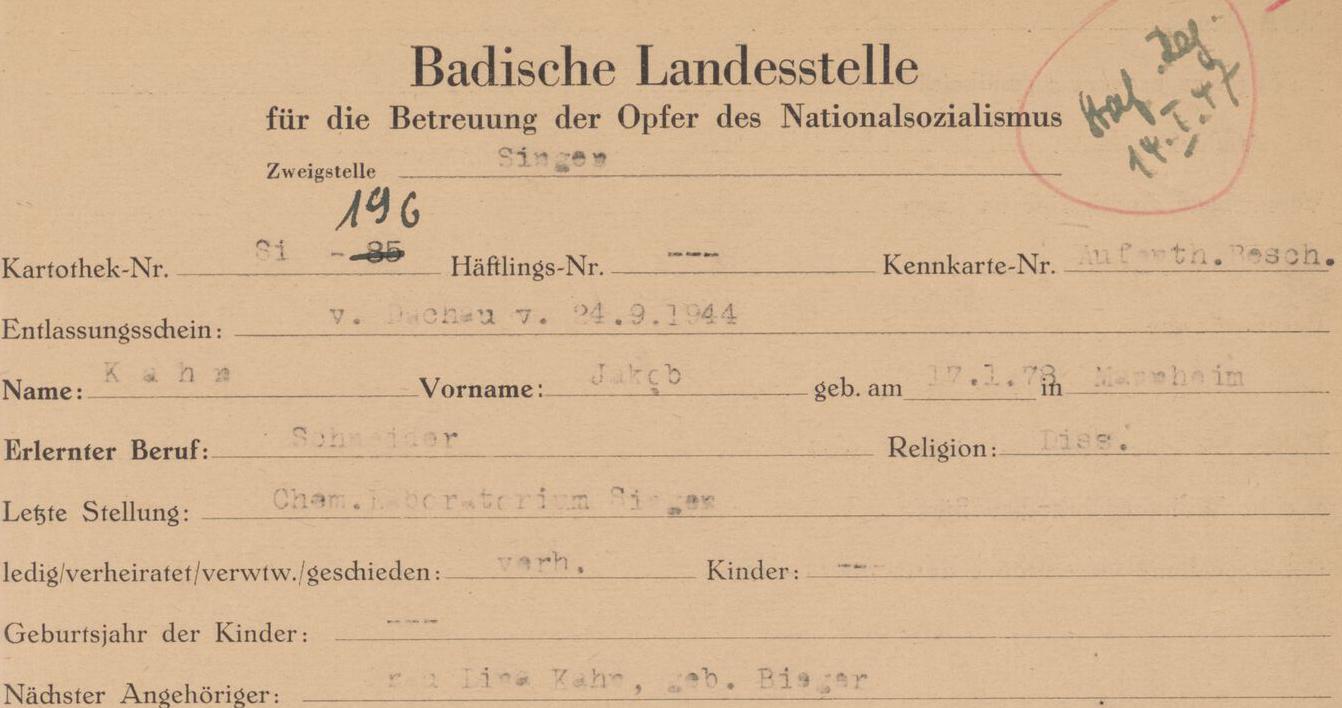 Badische Landesstelle
für die Betreuung der Opfer des Nationalsozialismus
Zweigstelle Singen
14.I.47
196
Kartothek-Nr. Si - 85 Häftlings-Nr. --- Kennkarte-Nr. Aufenth.Besch.
Entlassungsschein: v. Dachau v. 24.9.1944
Name: Kahn Vorname: Jakob geb. am 17.1.78 in Mannheim
Erlernter Beruf: Schneider Religion: Diss.
Letzte Stellung: Chem.Laboratorium Singen
ledig/verheiratet/verwtw./geschieden: verh. Kinder: ---
Geburtsjahr der Kinder: ---
Nächster Angehöriger: Frau Lina Kahn, geb. Bieger